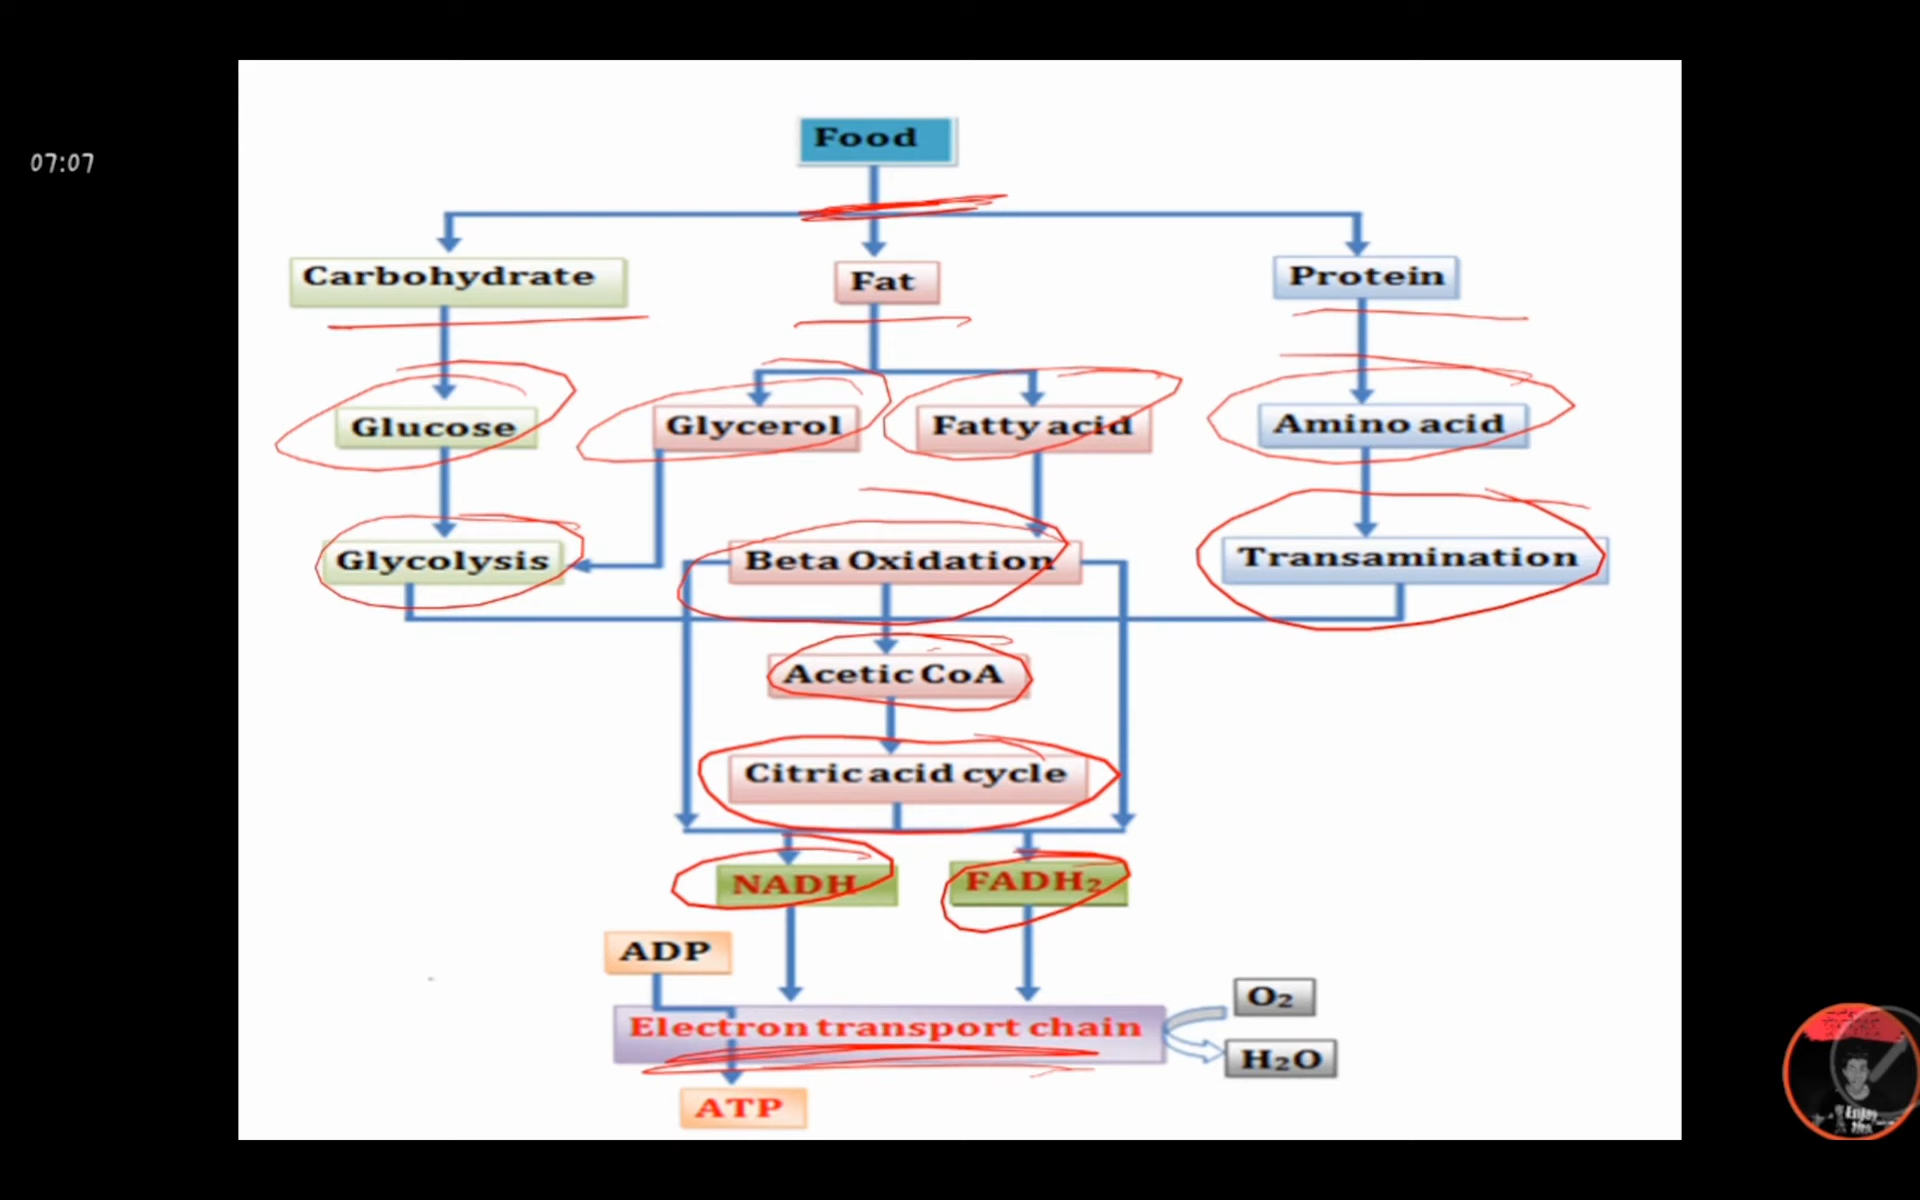 07:07
Food
Carbohydrate
Fat
Protein
Glucose
Glycerol
Fatty acid
Amino acid
Glycolysis
Beta Oxidation
Transamination
Acetic CoA
Citric acid cycle
NADH
FADH₂
ADP
O₂
Electron transport chain
H₂O
ATP
Enjoy